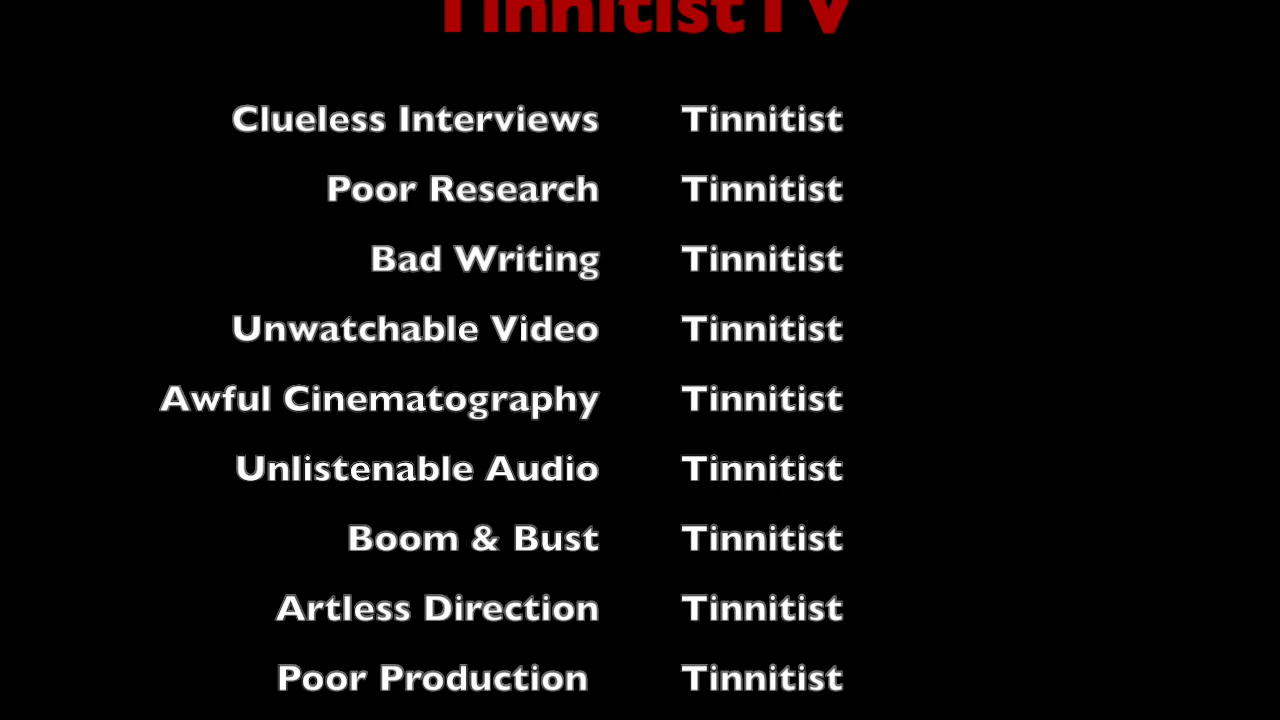 TinnitistTV
Clueless Interviews Tinnitist
Poor Research Tinnitist
Bad Writing Tinnitist
Unwatchable Video Tinnitist
Awful Cinematography Tinnitist
Unlistenable Audio Tinnitist
Boom & Bust Tinnitist
Artless Direction Tinnitist
Poor Production Tinnitist